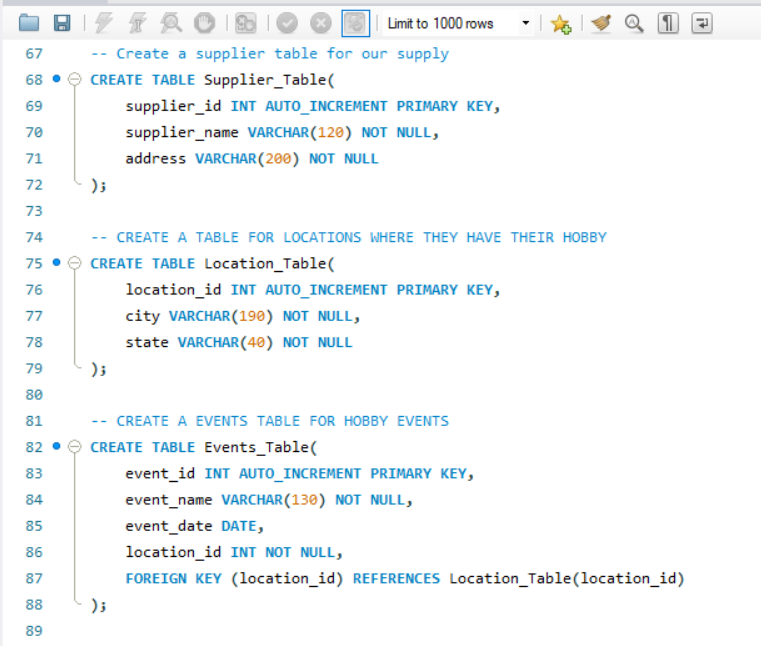 Limit to 1000 rows
67 -- Create a supplier table for our supply
68 CREATE TABLE Supplier_Table(
69 supplier_id INT AUTO_INCREMENT PRIMARY KEY,
70 supplier_name VARCHAR(120) NOT NULL,
71 address VARCHAR(200) NOT NULL
72 );
73
74 -- CREATE A TABLE FOR LOCATIONS WHERE THEY HAVE THEIR HOBBY
75 CREATE TABLE Location_Table(
76 location_id INT AUTO_INCREMENT PRIMARY KEY,
77 city VARCHAR(190) NOT NULL,
78 state VARCHAR(40) NOT NULL
79 );
80
81 -- CREATE A EVENTS TABLE FOR HOBBY EVENTS
82 CREATE TABLE Events_Table(
83 event_id INT AUTO_INCREMENT PRIMARY KEY,
84 event_name VARCHAR(130) NOT NULL,
85 event_date DATE,
86 location_id INT NOT NULL,
87 FOREIGN KEY (location_id) REFERENCES Location_Table(location_id)
88 );
89